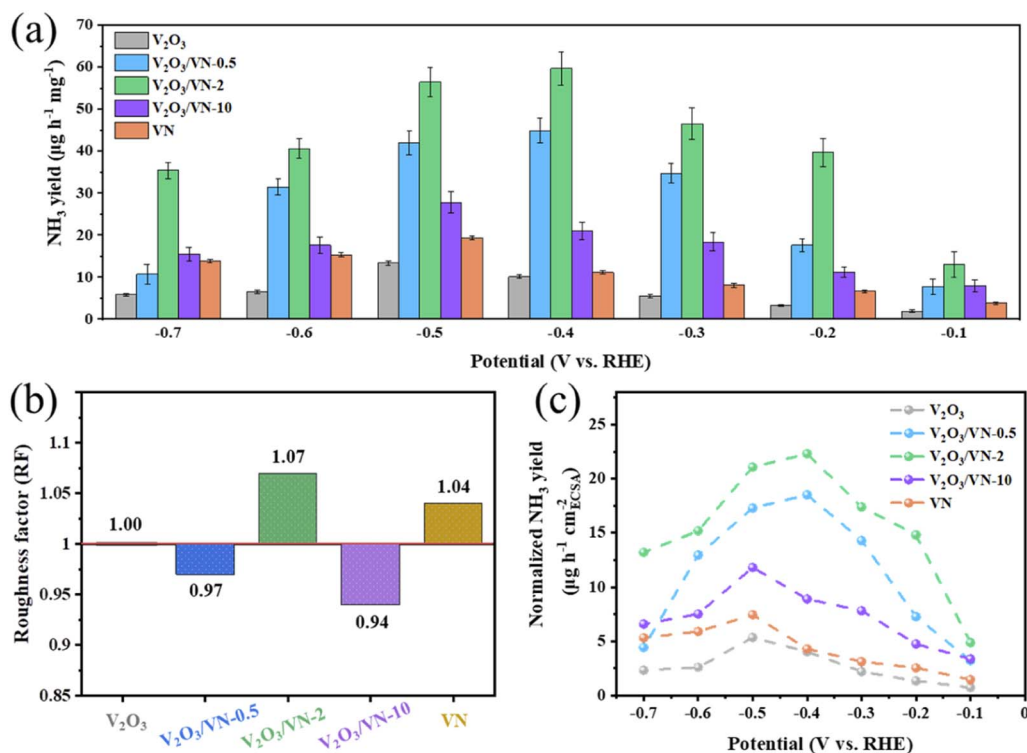 (a)
70
60
50
40
30
20
10
0
NH₃ yield (μg h⁻¹ mg⁻¹)
V₂O₃
V₂O₃/VN-0.5
V₂O₃/VN-2
V₂O₃/VN-10
VN
-0.7 -0.6 -0.5 -0.4 -0.3 -0.2 -0.1
Potential (V vs. RHE)
(b)
Roughness factor (RF)
1.1
1.05
1
0.95
0.9
0.85
1.00
0.97
1.07
0.94
1.04
V₂O₃
V₂O₃/VN-0.5
V₂O₃/VN-2
V₂O₃/VN-10
VN
(c)
Normalized NH₃ yield
(μg h⁻¹ cm⁻²ECSA)
25
20
15
10
5
0
V₂O₃
V₂O₃/VN-0.5
V₂O₃/VN-2
V₂O₃/VN-10
VN
-0.7 -0.6 -0.5 -0.4 -0.3 -0.2 -0.1 0
Potential (V vs. RHE)